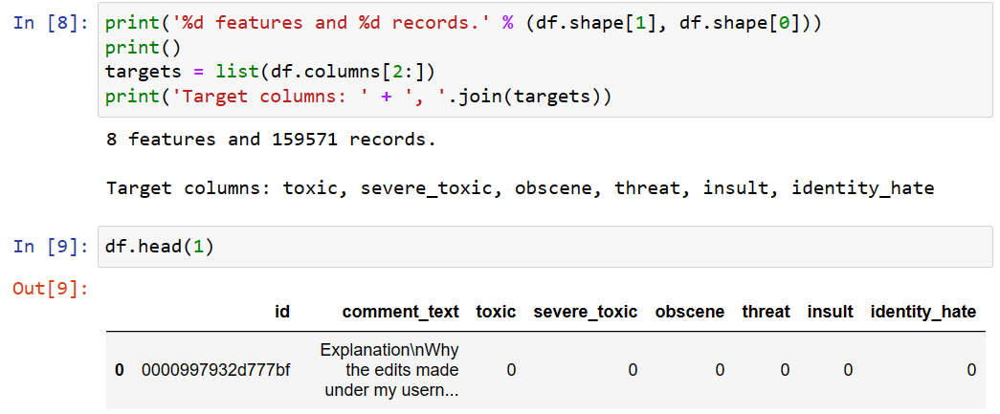 In [8]: print('%d features and %d records.' % (df.shape[1], df.shape[0]))
print()
targets = list(df.columns[2:])
print('Target columns: ' + ', '.join(targets))
8 features and 159571 records.
Target columns: toxic, severe_toxic, obscene, threat, insult, identity_hate
In [9]: df.head(1)
Out[9]:
id comment_text toxic severe_toxic obscene threat insult identity_hate
Explanation\nWhy
0 0000997932d777bf the edits made 0 0 0 0 0 0
under my usern...